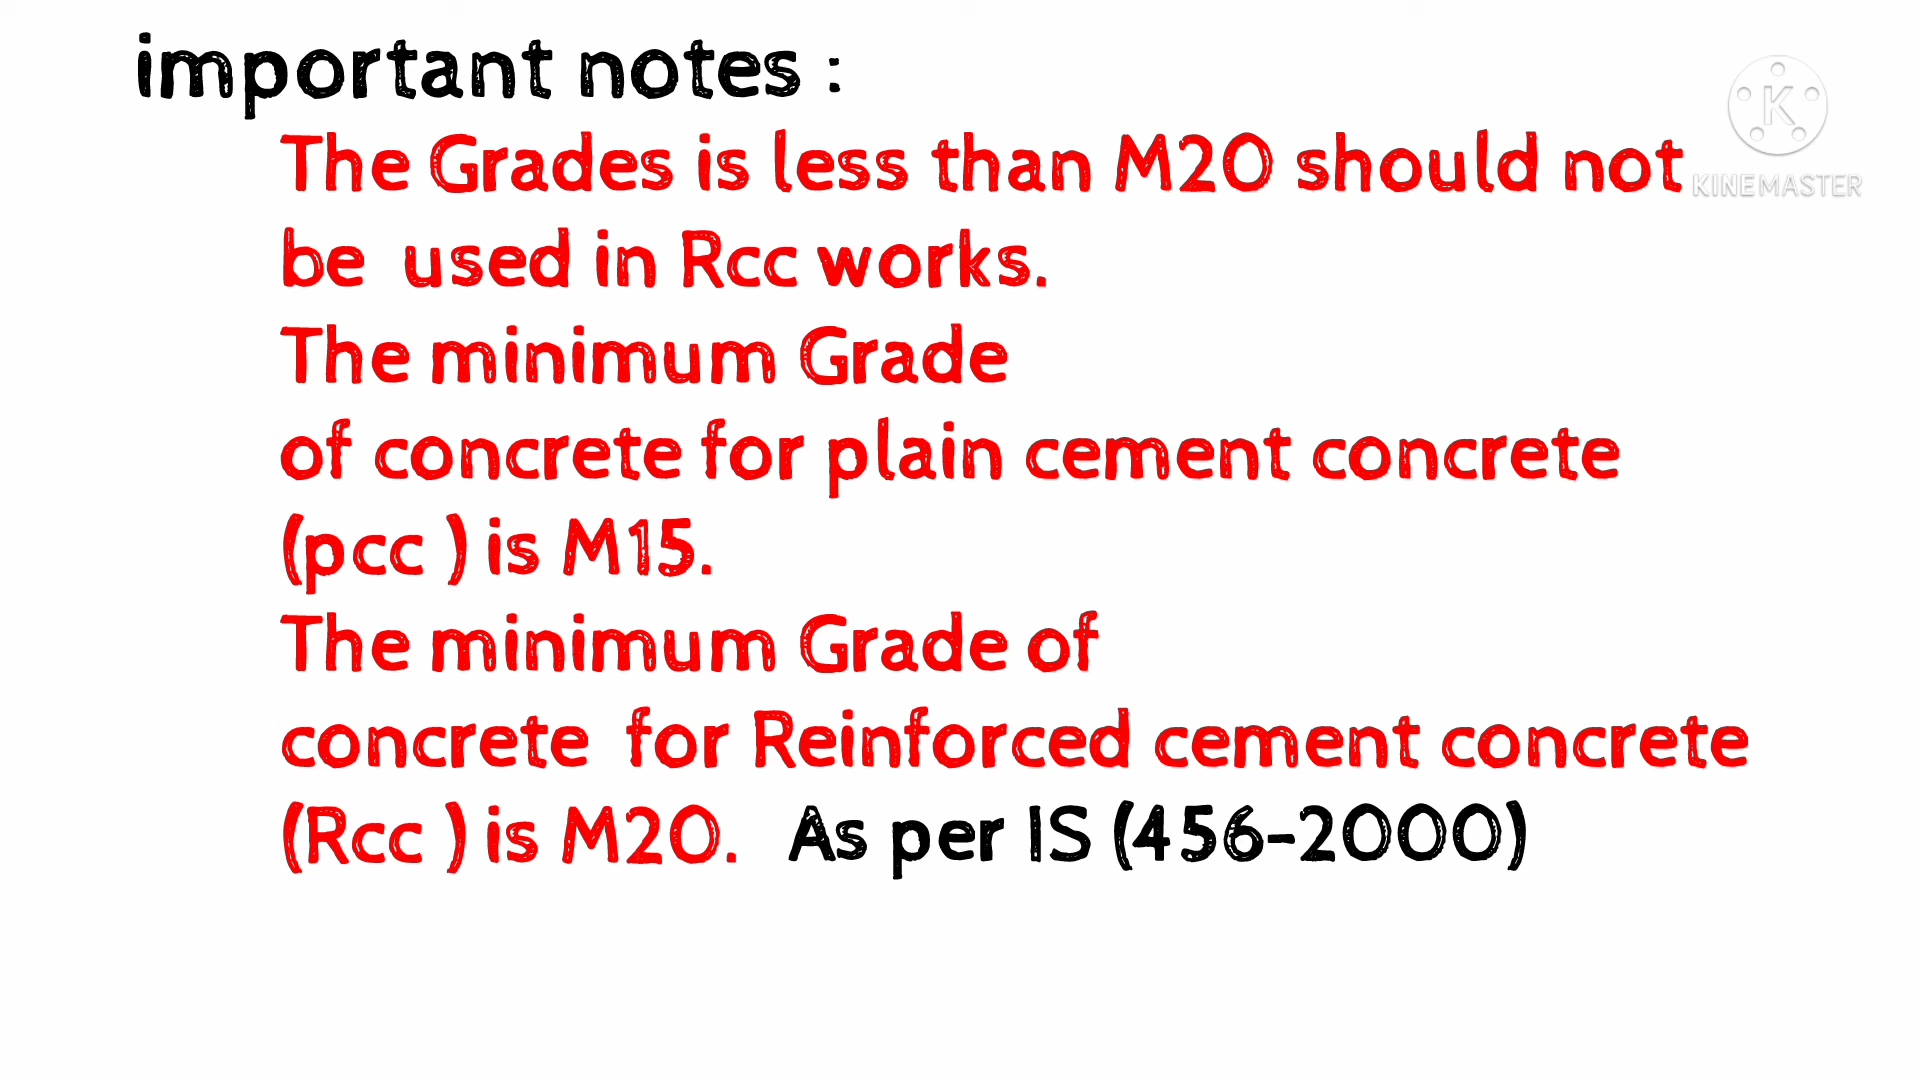 important notes :
The Grades is less than M20 should not
be used in Rcc works.
The minimum Grade
of concrete for plain cement concrete
(pcc ) is M15.
The minimum Grade of
concrete for Reinforced cement concrete
(Rcc ) is M20. As per IS (456-2000)
K
KINEMASTER